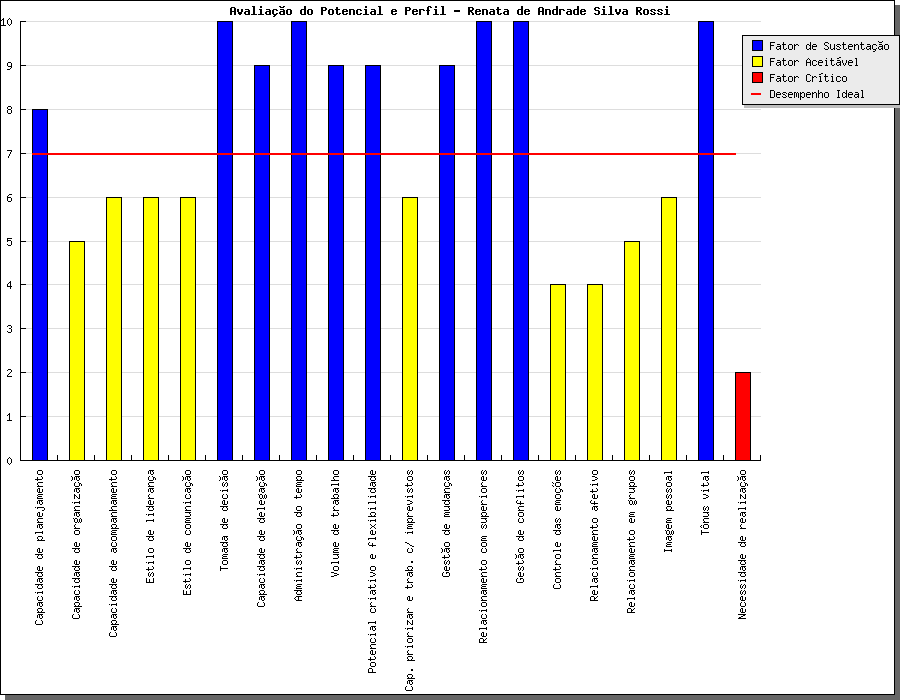 Avaliação do Potencial e Perfil - Renata de Andrade Silva Rossi
Fator de Sustentação
Fator Aceitável
Fator Crítico
Desempenho Ideal
10
9
8
7
6
5
4
3
2
1
0
Capacidade de planejamento
Capacidade de organização
Capacidade de acompanhamento
Estilo de liderança
Estilo de comunicação
Tomada de decisão
Capacidade de delegação
Administração do tempo
Volume de trabalho
Potencial criativo e flexibilidade
Cap. priorizar e trab. c/ imprevistos
Gestão de mudanças
Relacionamento com superiores
Gestão de conflitos
Controle das emoções
Relacionamento afetivo
Relacionamento em grupos
Imagem pessoal
Tônus vital
Necessidade de realização